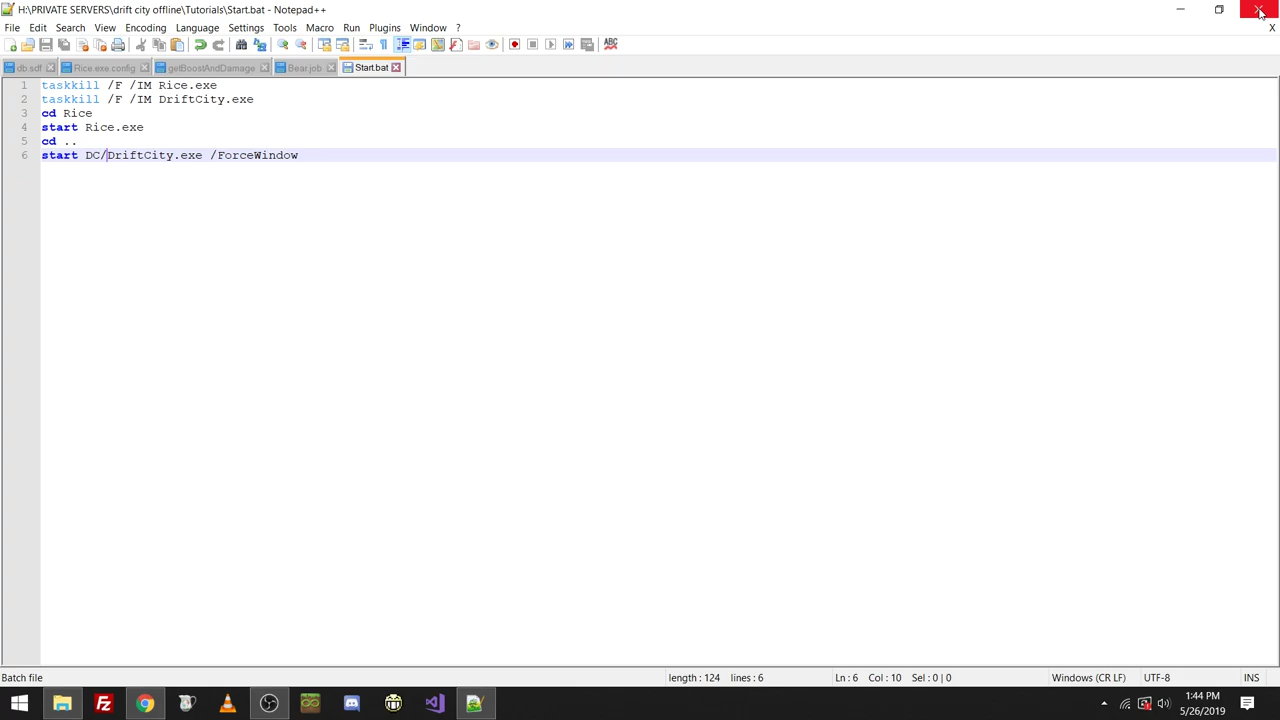 H:\PRIVATE SERVERS\drift city offline\Tutorials\Start.bat - Notepad++
File Edit Search View Encoding Language Settings Tools Macro Run Plugins Window ?
X
ABC
db.sdf Rice.exe.config getBoostAndDamage Bear.job Start.bat
1 taskkill /F /IM Rice.exe
2 taskkill /F /IM DriftCity.exe
3 cd Rice
4 start Rice.exe
5 cd ..
6 start DC/DriftCity.exe /ForceWindow
Batch file length : 124 lines : 6 Ln : 6 Col : 10 Sel : 0 | 0 Windows (CR LF) UTF-8 INS
1:44 PM
5/26/2019